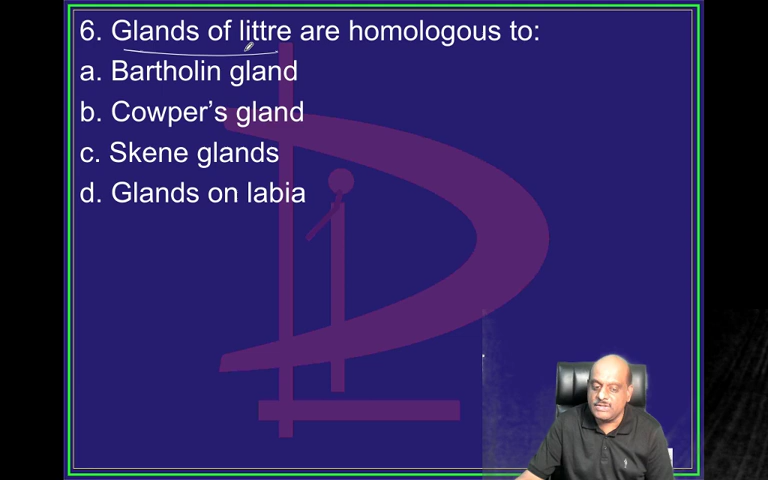 6. Glands of littre are homologous to:
a. Bartholin gland
b. Cowper’s gland
c. Skene glands
d. Glands on labia